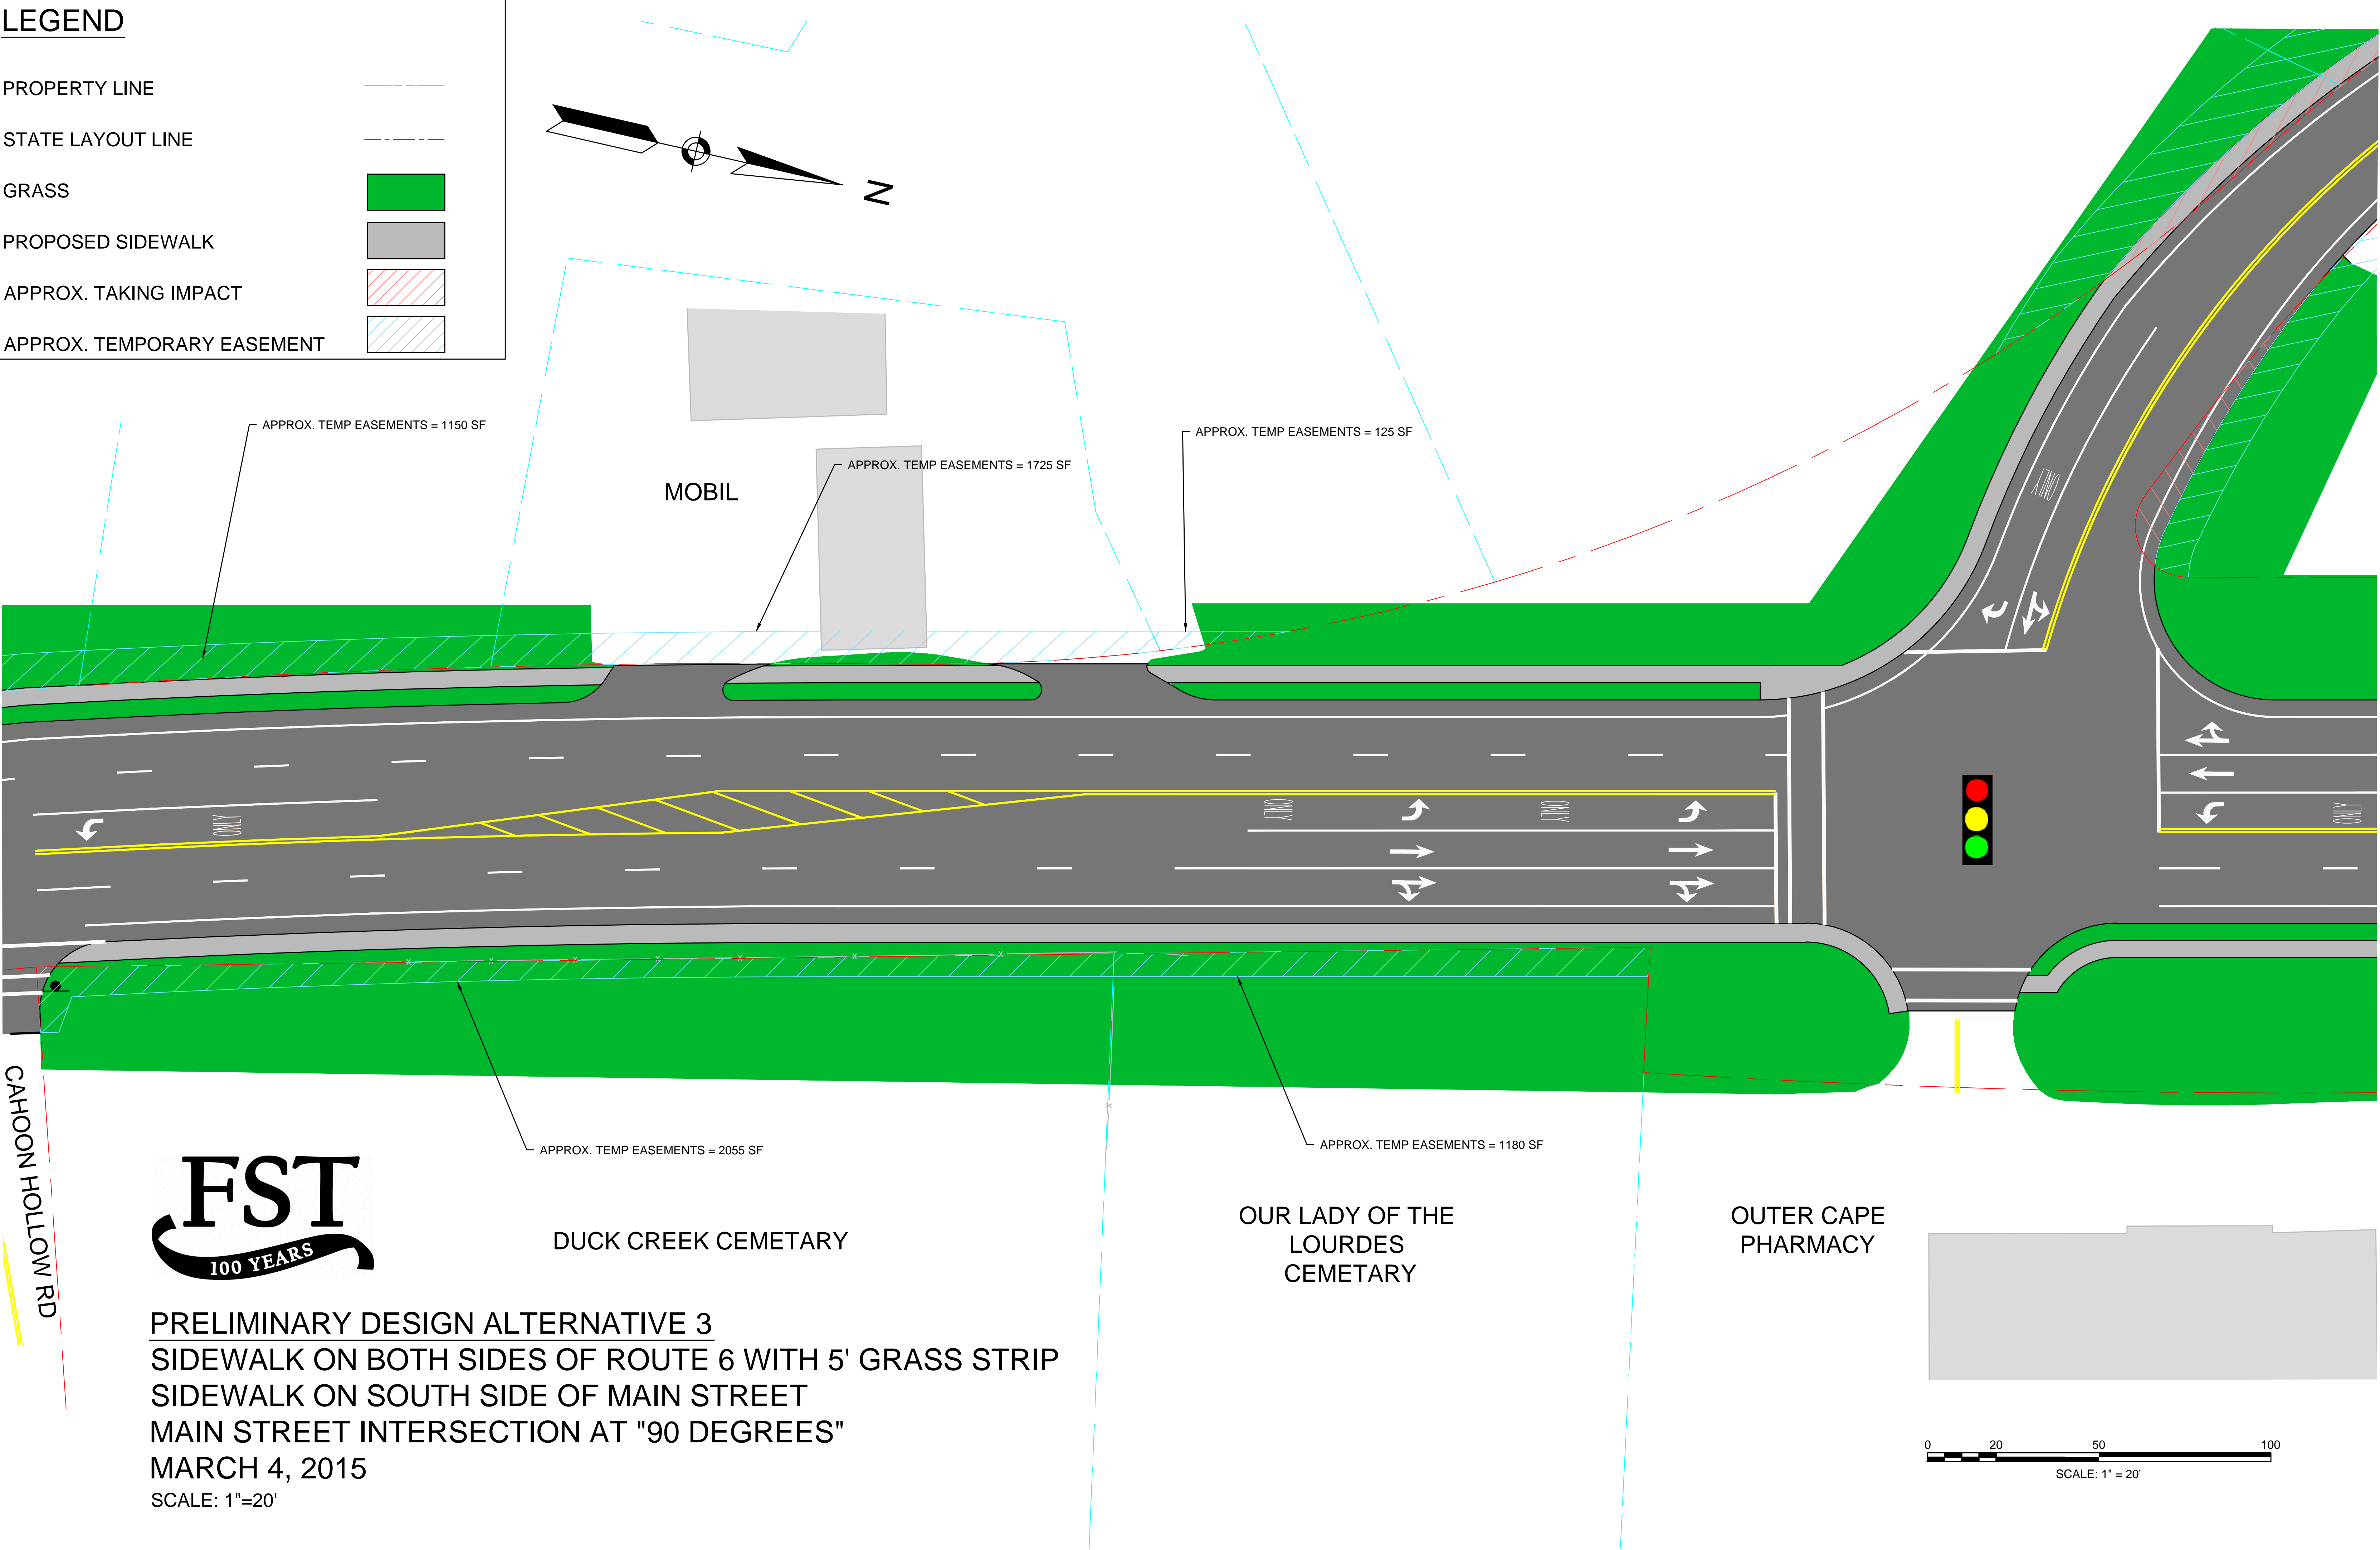 LEGEND
PROPERTY LINE
STATE LAYOUT LINE
GRASS
PROPOSED SIDEWALK
APPROX. TAKING IMPACT
APPROX. TEMPORARY EASEMENT
N
APPROX. TEMP EASEMENTS = 1150 SF
APPROX. TEMP EASEMENTS = 1725 SF
APPROX. TEMP EASEMENTS = 125 SF
MOBIL
ONLY
ONLY
ONLY
ONLY
ONLY
CAHOON HOLLOW RD
APPROX. TEMP EASEMENTS = 2055 SF
APPROX. TEMP EASEMENTS = 1180 SF
FST
100 YEARS
DUCK CREEK CEMETARY
OUR LADY OF THE
LOURDES
CEMETARY
OUTER CAPE
PHARMACY
PRELIMINARY DESIGN ALTERNATIVE 3
SIDEWALK ON BOTH SIDES OF ROUTE 6 WITH 5' GRASS STRIP
SIDEWALK ON SOUTH SIDE OF MAIN STREET
MAIN STREET INTERSECTION AT "90 DEGREES"
MARCH 4, 2015
SCALE: 1"=20'
0 20 50 100
SCALE: 1" = 20'